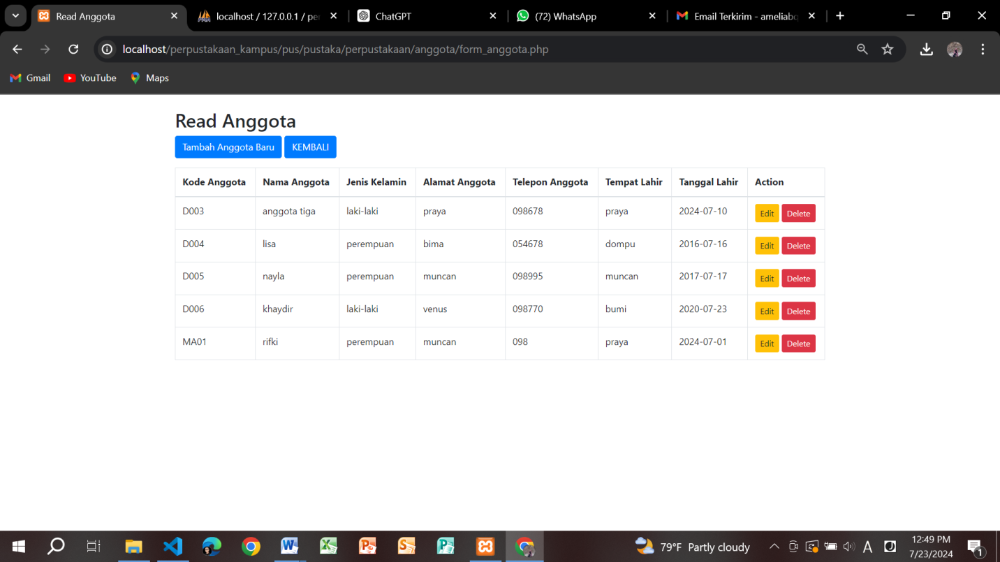 Read Anggota
localhost / 127.0.0.1 / pe
ChatGPT
(72) WhatsApp
Email Terkirim - ameliabq
localhost/perpustakaan_kampus/pus/pustaka/perpustakaan/anggota/form_anggota.php
Gmail YouTube Maps
Read Anggota
Tambah Anggota Baru KEMBALI
Kode Anggota Nama Anggota Jenis Kelamin Alamat Anggota Telepon Anggota Tempat Lahir Tanggal Lahir Action
D003 anggota tiga laki-laki praya 098678 praya 2024-07-10 Edit Delete
D004 lisa perempuan bima 054678 dompu 2016-07-16 Edit Delete
D005 nayla perempuan muncan 098995 muncan 2017-07-17 Edit Delete
D006 khaydir laki-laki venus 098770 bumi 2020-07-23 Edit Delete
MA01 rifki perempuan muncan 098 praya 2024-07-01 Edit Delete
79°F Partly cloudy
A
12:49 PM
7/23/2024
1